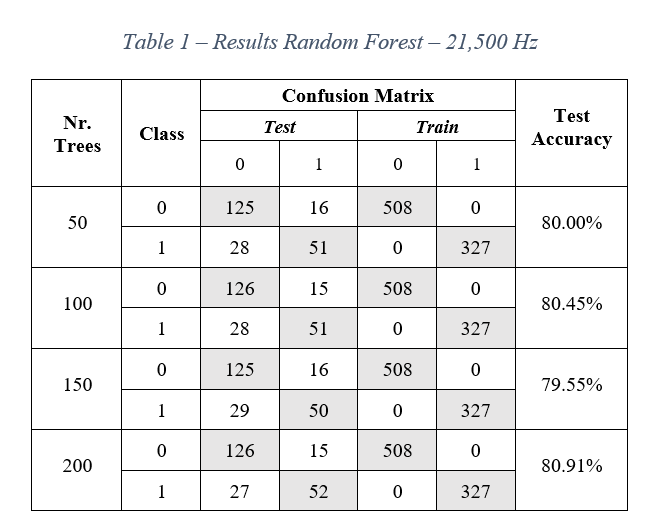 Table 1 – Results Random Forest – 21,500 Hz
Nr. Trees Class Confusion Matrix Test Accuracy
Test Train
0 1 0 1
50 0 125 16 508 0 80.00%
1 28 51 0 327
100 0 126 15 508 0 80.45%
1 28 51 0 327
150 0 125 16 508 0 79.55%
1 29 50 0 327
200 0 126 15 508 0 80.91%
1 27 52 0 327